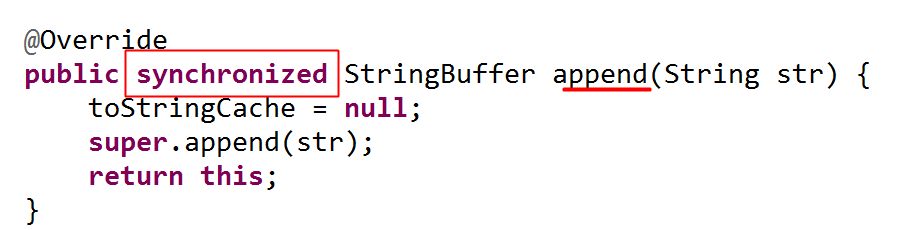 @Override
public synchronized StringBuffer append(String str) {
    toStringCache = null;
    super.append(str);
    return this;
}